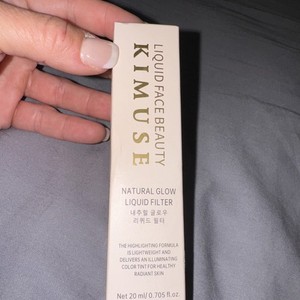 LIQUID FACE BEAUTY
KIMUSE
NATURAL GLOW
LIQUID FILTER
내추럴 글로우
리퀴드 필터
THE HIGHLIGHTING FORMULA
IS LIGHTWEIGHT AND
DELIVERS AN ILLUMINATING
COLOR TINT FOR HEALTHY
RADIANT SKIN.
Net 20 ml/ 0.705 fl.oz